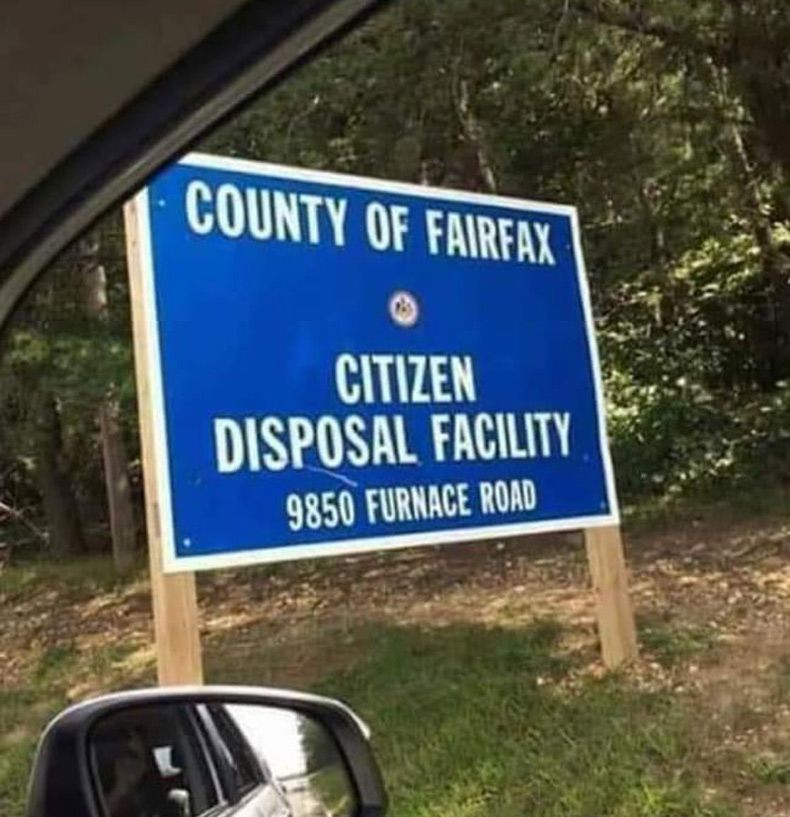 COUNTY OF FAIRFAX
CITIZEN
DISPOSAL FACILITY
9850 FURNACE ROAD